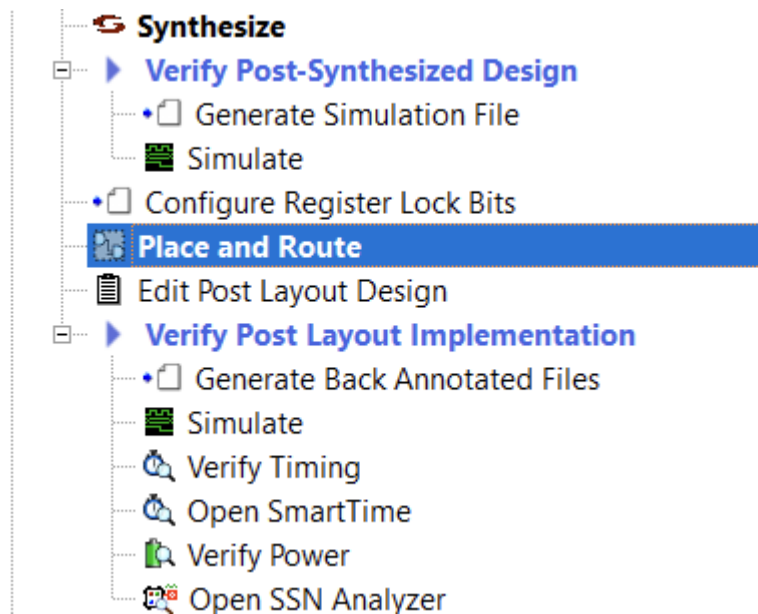 Synthesize
Verify Post-Synthesized Design
Generate Simulation File
Simulate
Configure Register Lock Bits
Place and Route
Edit Post Layout Design
Verify Post Layout Implementation
Generate Back Annotated Files
Simulate
Verify Timing
Open SmartTime
Verify Power
Open SSN Analyzer